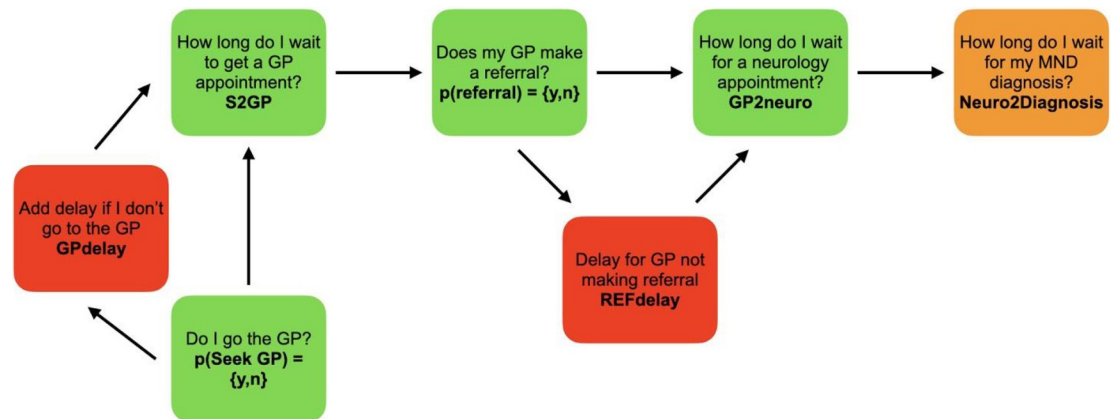 How long do I wait
to get a GP
appointment?
S2GP
Does my GP make
a referral?
p(referral) = {y,n}
How long do I wait
for a neurology
appointment?
GP2neuro
How long do I wait
for my MND
diagnosis?
Neuro2Diagnosis
Add delay if I don't
go to the GP
GPdelay
Delay for GP not
making referral
REFdelay
Do I go the GP?
p(Seek GP) =
{y,n}